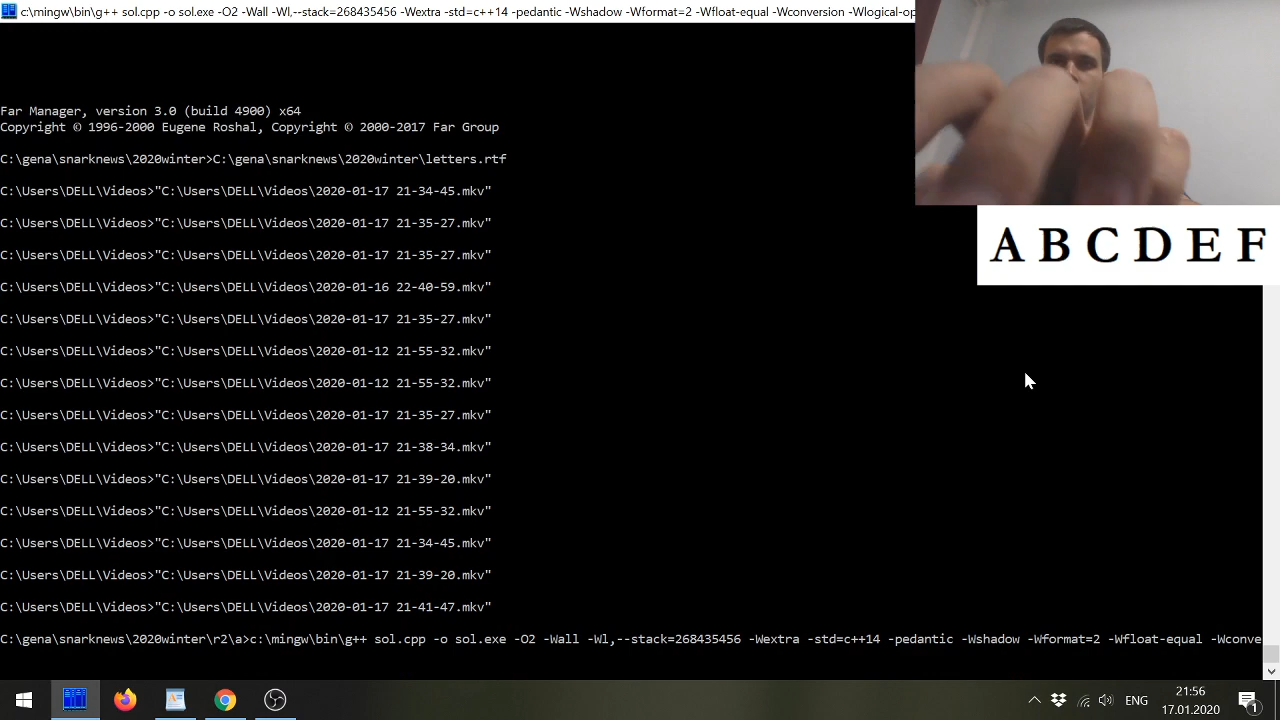 c:\mingw\bin\g++ sol.cpp -o sol.exe -O2 -Wall -Wl,--stack=268435456 -Wextra -std=c++14 -pedantic -Wshadow -Wformat=2 -Wfloat-equal -Wconversion -Wlogical-op
Far Manager, version 3.0 (build 4900) x64
Copyright © 1996-2000 Eugene Roshal, Copyright © 2000-2017 Far Group
C:\gena\snarknews\2020winter>C:\gena\snarknews\2020winter\letters.rtf
C:\Users\DELL\Videos>"C:\Users\DELL\Videos\2020-01-17 21-34-45.mkv"
C:\Users\DELL\Videos>"C:\Users\DELL\Videos\2020-01-17 21-35-27.mkv"
A B C D E F
C:\Users\DELL\Videos>"C:\Users\DELL\Videos\2020-01-17 21-35-27.mkv"
C:\Users\DELL\Videos>"C:\Users\DELL\Videos\2020-01-16 22-40-59.mkv"
C:\Users\DELL\Videos>"C:\Users\DELL\Videos\2020-01-17 21-35-27.mkv"
C:\Users\DELL\Videos>"C:\Users\DELL\Videos\2020-01-12 21-55-32.mkv"
C:\Users\DELL\Videos>"C:\Users\DELL\Videos\2020-01-12 21-55-32.mkv"
C:\Users\DELL\Videos>"C:\Users\DELL\Videos\2020-01-17 21-35-27.mkv"
C:\Users\DELL\Videos>"C:\Users\DELL\Videos\2020-01-17 21-38-34.mkv"
C:\Users\DELL\Videos>"C:\Users\DELL\Videos\2020-01-17 21-39-20.mkv"
C:\Users\DELL\Videos>"C:\Users\DELL\Videos\2020-01-12 21-55-32.mkv"
C:\Users\DELL\Videos>"C:\Users\DELL\Videos\2020-01-17 21-34-45.mkv"
C:\Users\DELL\Videos>"C:\Users\DELL\Videos\2020-01-17 21-39-20.mkv"
C:\Users\DELL\Videos>"C:\Users\DELL\Videos\2020-01-17 21-41-47.mkv"
C:\gena\snarknews\2020winter\r2\a>c:\mingw\bin\g++ sol.cpp -o sol.exe -O2 -Wall -Wl,--stack=268435456 -Wextra -std=c++14 -pedantic -Wshadow -Wformat=2 -Wfloat-equal -Wconve
ENG
21:56
17.01.2020
1